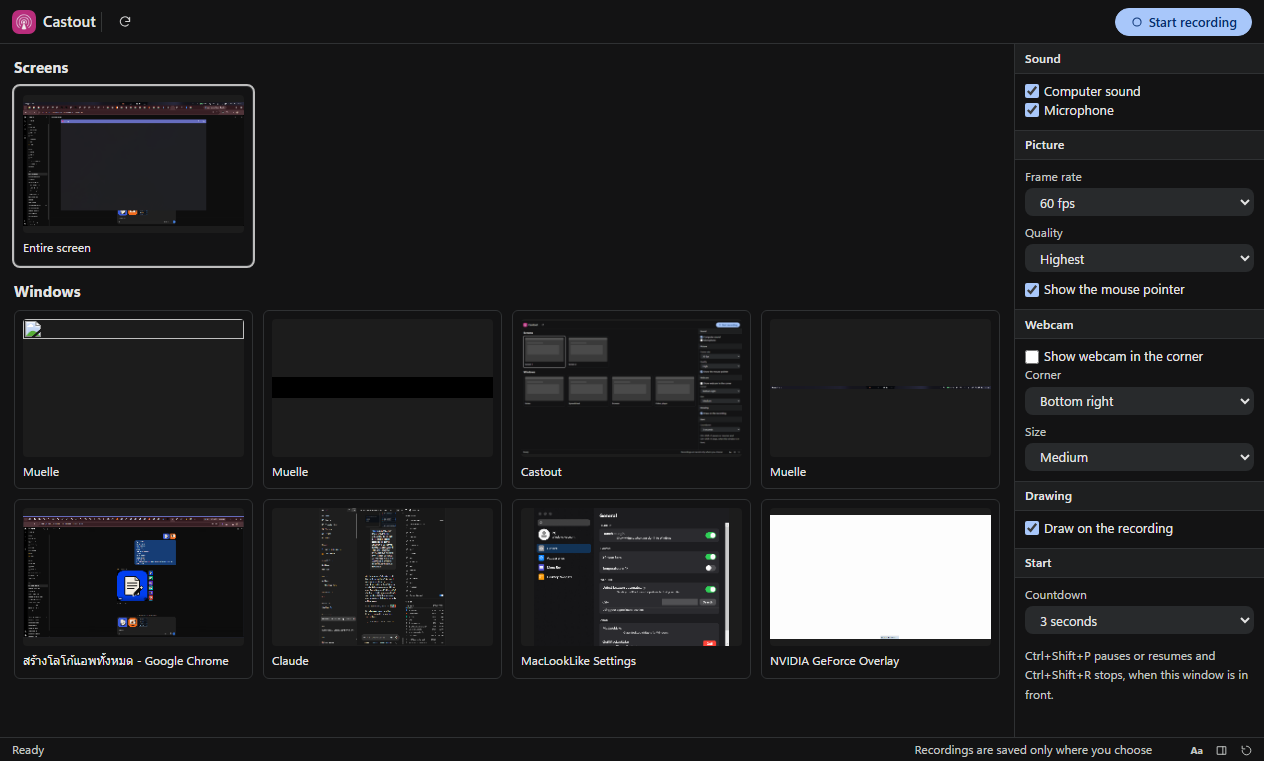 Castout
Start recording
Screens
Entire screen
Windows
Muelle
Muelle
Castout
Muelle
สร้างโลโก้แอพทั้งหมด - Google Chrome
Claude
General
MacLookLike Settings
NVIDIA GeForce Overlay
Sound
Computer sound
Microphone
Picture
Frame rate
60 fps
Quality
Highest
Show the mouse pointer
Webcam
Show webcam in the corner
Corner
Bottom right
Size
Medium
Drawing
Draw on the recording
Start
Countdown
3 seconds
Ctrl+Shift+P pauses or resumes and
Ctrl+Shift+R stops, when this window is in
front.
Ready
Recordings are saved only where you choose
Aa